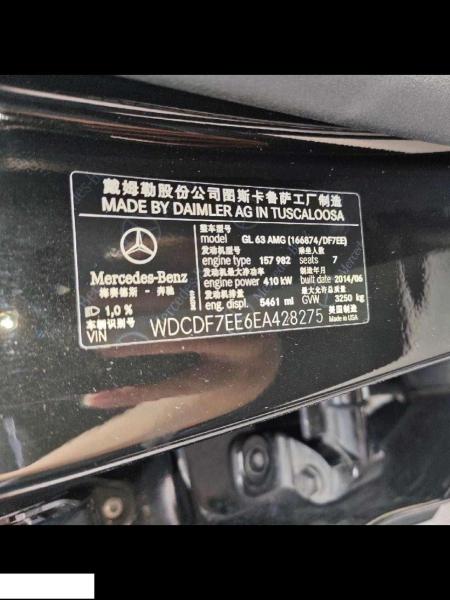 戴姆勒股份公司图斯卡鲁萨工厂制造
MADE BY DAIMLER AG IN TUSCALOOSA
整车型号
model GL 63 AMG (166874/DF7EE)
发动机型号 乘坐人数
engine type 157 982 seats 7
发动机最大净功率 制造年月
engine power 410 kW built date 2014/06
发动机排量 最大允许总质量
eng. displ. 5461 ml GVW 3250 kg
Mercedes-Benz
梅赛德斯 - 奔驰
1,0 %
车辆识别代号
VIN WDCDF7EE6EA428275
美国制造
Made in USA